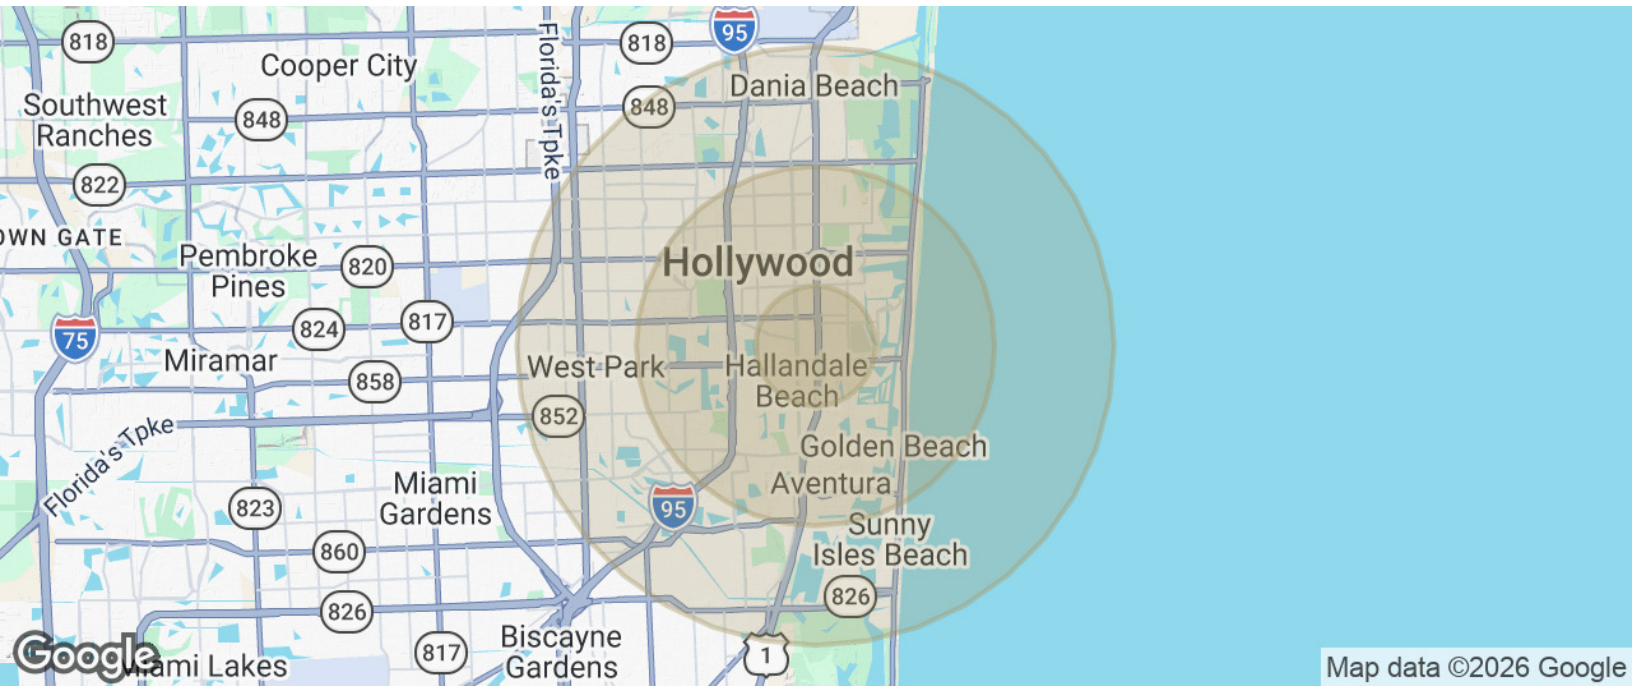 818
Cooper City
Florida's Tpke
818
95
Dania Beach
Southwest
Ranches
848
848
822
OWN GATE
Pembroke
Pines
820
Hollywood
75
824
817
Miramar
858
West Park
Hallandale
Beach
852
Florida's Tpke
Golden Beach
Aventura
Miami
Gardens
823
95
Sunny
Isles Beach
860
826
826
Biscayne
Gardens
817
1
Google
Miami Lakes
Map data ©2026 Google